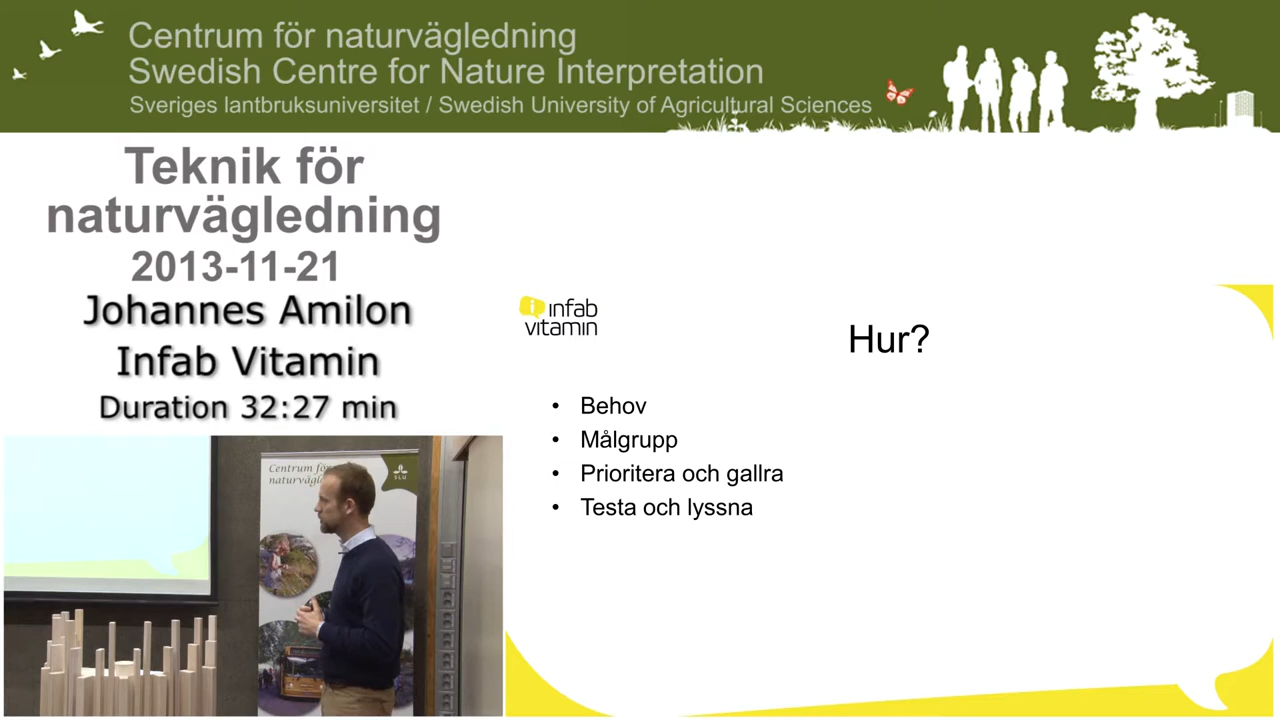 Centrum för naturvägledning
Swedish Centre for Nature Interpretation
Sveriges lantbruksuniversitet / Swedish University of Agricultural Sciences
Teknik för
naturvägledning
2013-11-21
Johannes Amilon
Infab Vitamin
Duration 32:27 min
infab
vitamin
Hur?
• Behov
• Målgrupp
• Prioritera och gallra
• Testa och lyssna
Centrum för
SLU